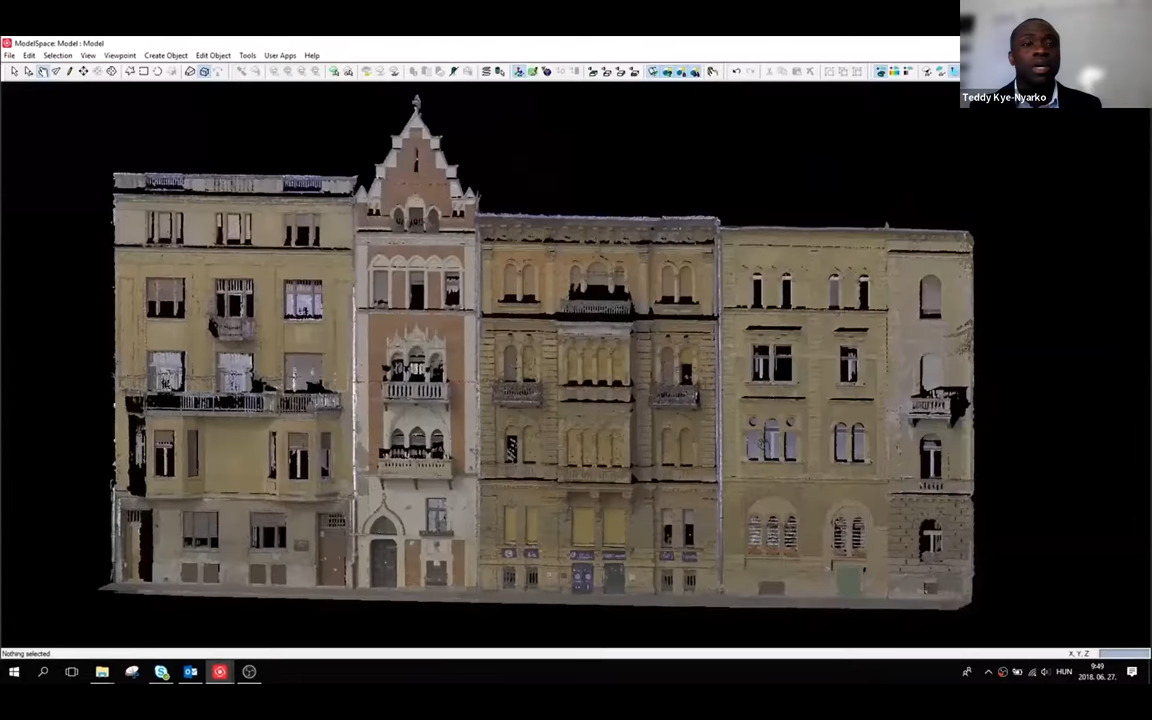 ModelSpace: Model : Model
File Edit Selection View Viewpoint Create Object Edit Object Tools User Apps Help
Teddy Kye-Nyarko
Nothing selected.
X, Y, Z
HUN
9:49
2018. 06. 27.